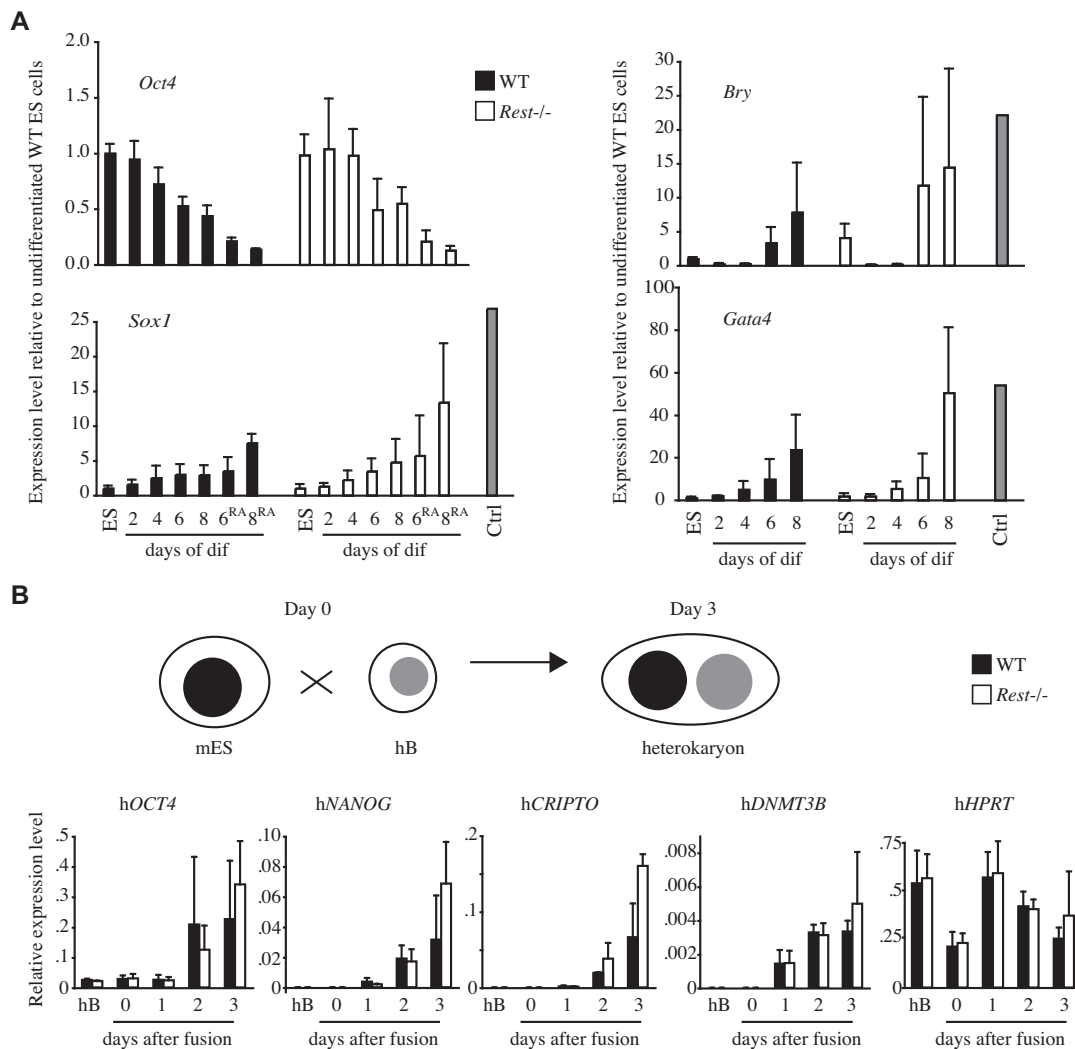 A
Expression level relative to undifferentiated WT ES cells
2.0
1.5
1.0
0.5
0.0
Oct4
WT
Rest-/-
25
20
15
10
5
0
Sox1
ES 2 4 6 8 6RA 8RA
days of dif
ES 2 4 6 8 6RA 8RA
days of dif
Ctrl
Expression level relative to undifferentiated WT ES cells
30
25
20
15
10
5
0
Bry
100
80
60
40
20
0
Gata4
ES 2 4 6 8
days of dif
ES 2 4 6 8
days of dif
Ctrl
B
Day 0
Day 3
mES
hB
heterokaryon
WT
Rest-/-
Relative expression level
hOCT4
.5
.4
.3
.2
.1
0
hB 0 1 2 3
days after fusion
hNANOG
.10
.08
.06
.04
.02
0
hB 0 1 2 3
days after fusion
hCRIPTO
.2
.1
0
hB 0 1 2 3
days after fusion
hDNMT3B
.008
.006
.004
.002
0
hB 0 1 2 3
days after fusion
hHPRT
.75
.50
.25
0
hB 0 1 2 3
days after fusion